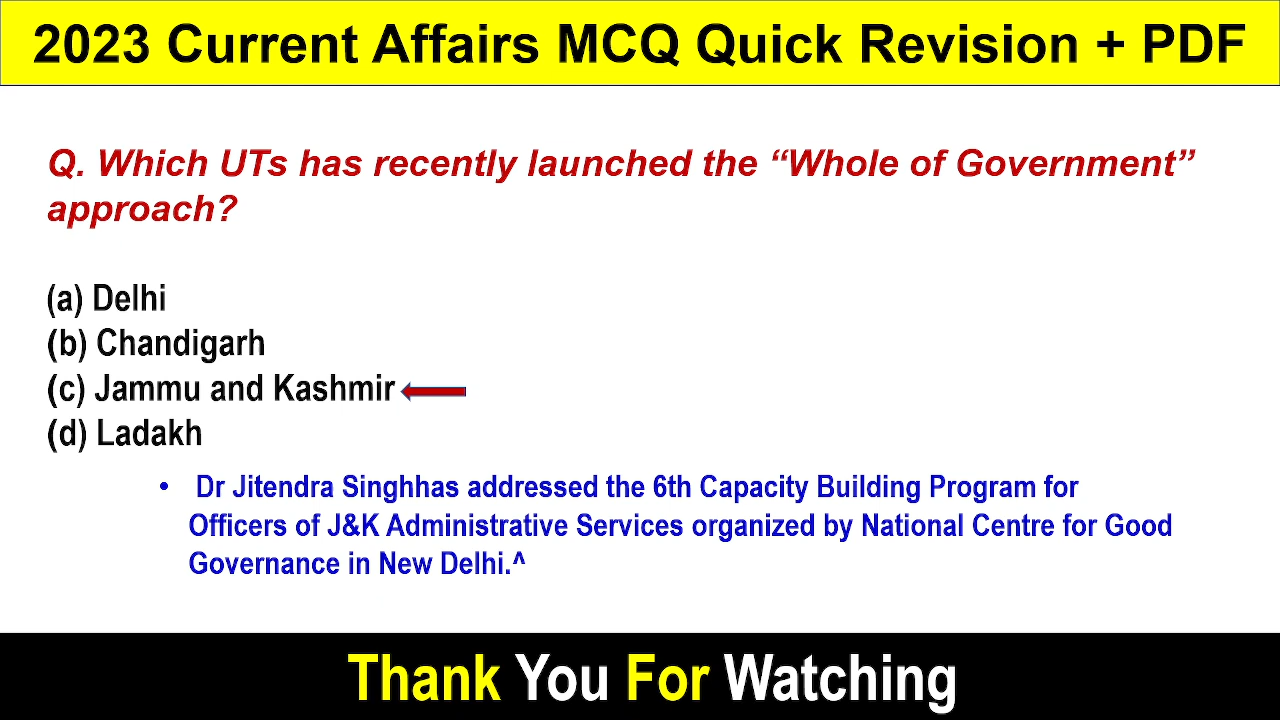 2023 Current Affairs MCQ Quick Revision + PDF
Q. Which UTs has recently launched the “Whole of Government”
approach?
(a) Delhi
(b) Chandigarh
(c) Jammu and Kashmir
(d) Ladakh
• Dr Jitendra Singhhas addressed the 6th Capacity Building Program for
Officers of J&K Administrative Services organized by National Centre for Good
Governance in New Delhi.^
Thank You For Watching